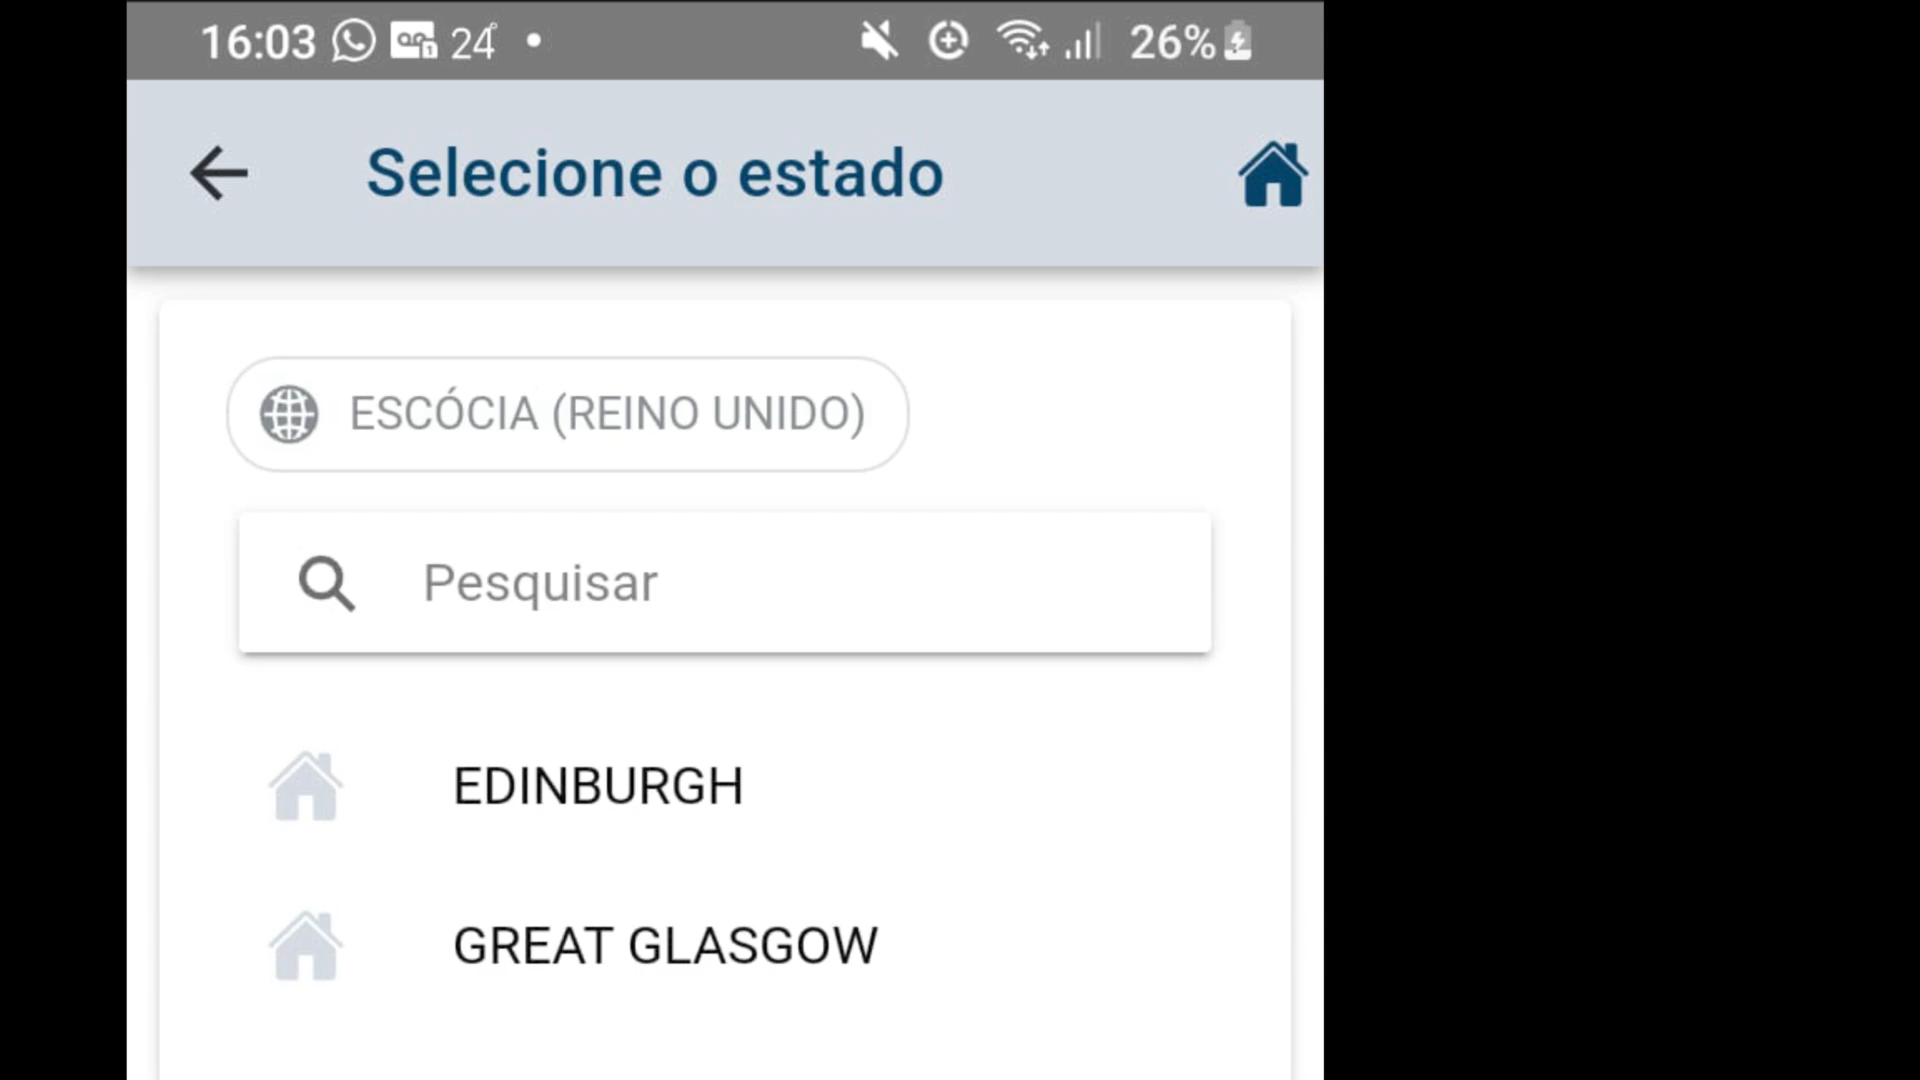 16:03 24° 26%
Selecione o estado
ESCÓCIA (REINO UNIDO)
Pesquisar
EDINBURGH
GREAT GLASGOW